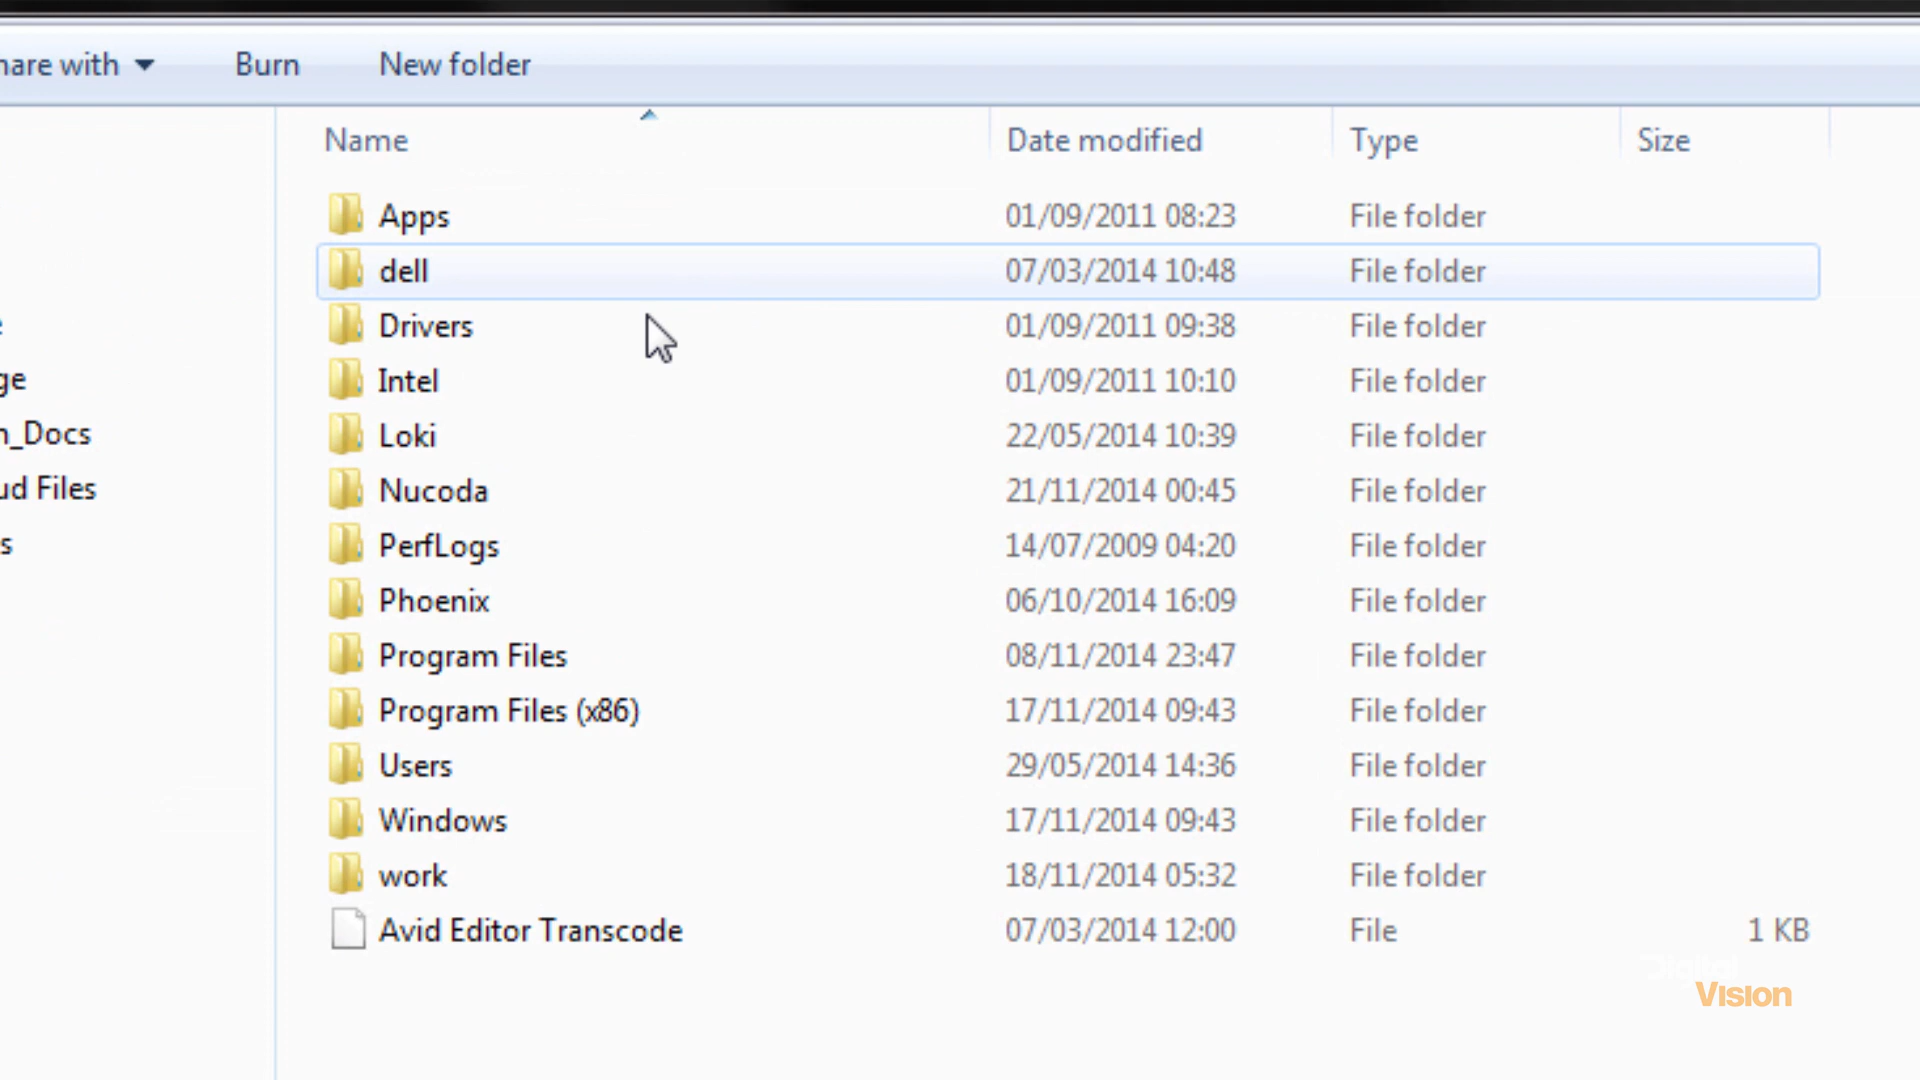 hare with Burn New folder
Name Date modified Type Size
Apps 01/09/2011 08:23 File folder
dell 07/03/2014 10:48 File folder
Drivers 01/09/2011 09:38 File folder
Intel 01/09/2011 10:10 File folder
ge
Loki 22/05/2014 10:39 File folder
n_Docs
Nucoda 21/11/2014 00:45 File folder
ud Files
PerfLogs 14/07/2009 04:20 File folder
s
Phoenix 06/10/2014 16:09 File folder
Program Files 08/11/2014 23:47 File folder
Program Files (x86) 17/11/2014 09:43 File folder
Users 29/05/2014 14:36 File folder
Windows 17/11/2014 09:43 File folder
work 18/11/2014 05:32 File folder
Avid Editor Transcode 07/03/2014 12:00 File 1 KB
Digital
Vision